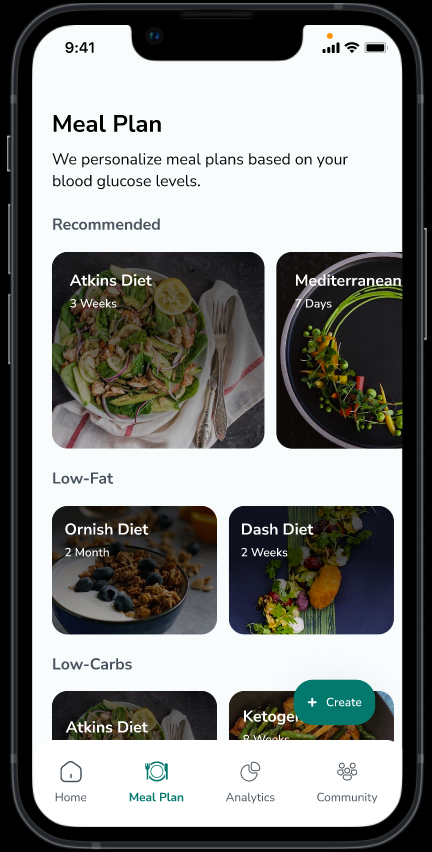 9:41
Meal Plan
We personalize meal plans based on your
blood glucose levels.
Recommended
Atkins Diet
3 Weeks
Mediterranean
7 Days
Low-Fat
Ornish Diet
2 Month
Dash Diet
2 Weeks
Low-Carbs
Atkins Diet
8 Weeks
+ Create
Home
Meal Plan
Analytics
Community